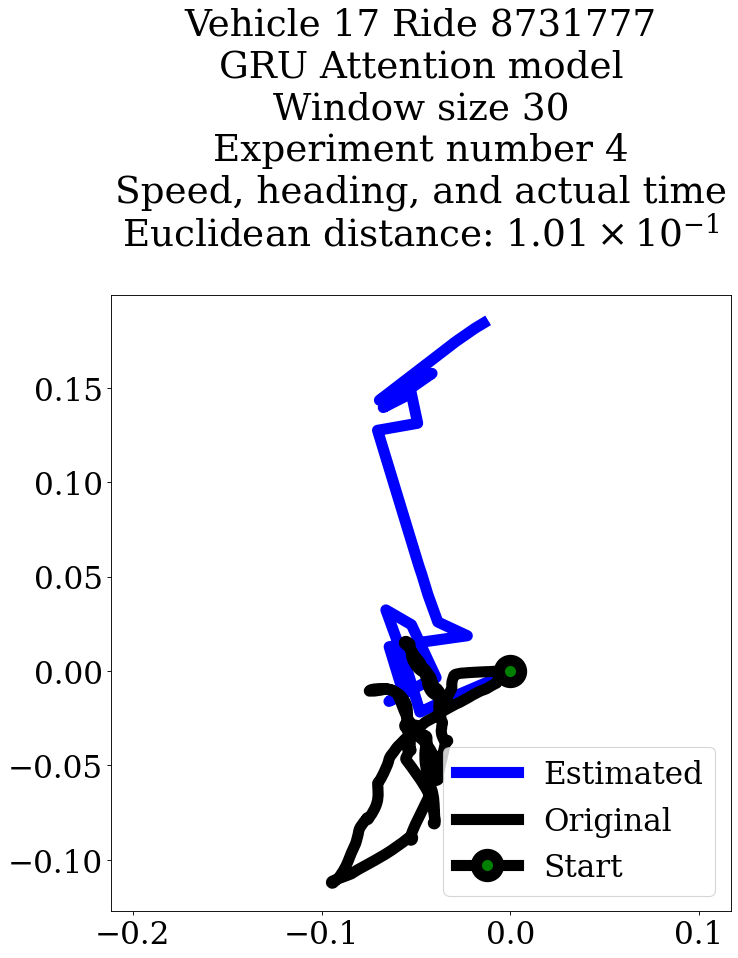 Vehicle 17 Ride 8731777
GRU Attention model
Window size 30
Experiment number 4
Speed, heading, and actual time
Euclidean distance: 1.01 × 10⁻¹
0.15
0.10
0.05
0.00
−0.05
−0.10
−0.2
−0.1
0.0
0.1
Estimated
Original
Start